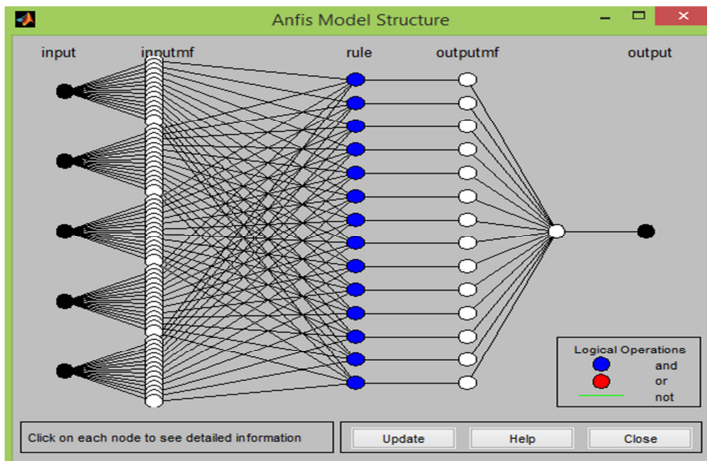 Anfis Model Structure
input inputmf rule outputmf output
Logical Operations
and
or
not
Click on each node to see detailed information
Update Help Close